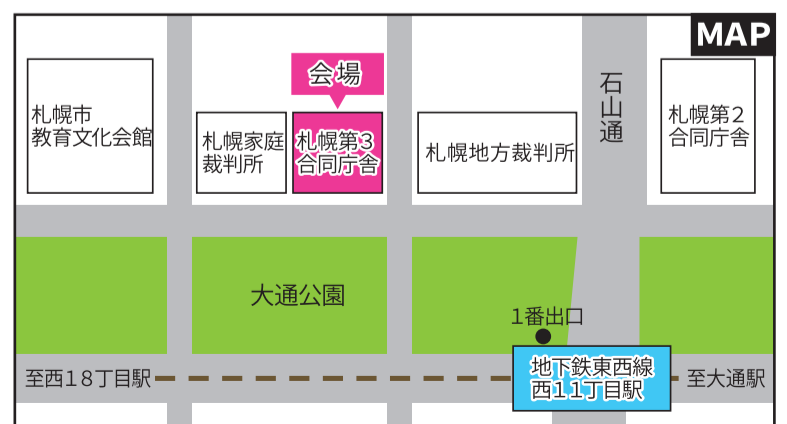 MAP
会場
石
山
通
札幌市
教育文化会館
札幌家庭
裁判所
札幌第３
合同庁舎
札幌地方裁判所
札幌第２
合同庁舎
大通公園
１番出口
至西１８丁目駅
地下鉄東西線
西１１丁目駅
至大通駅